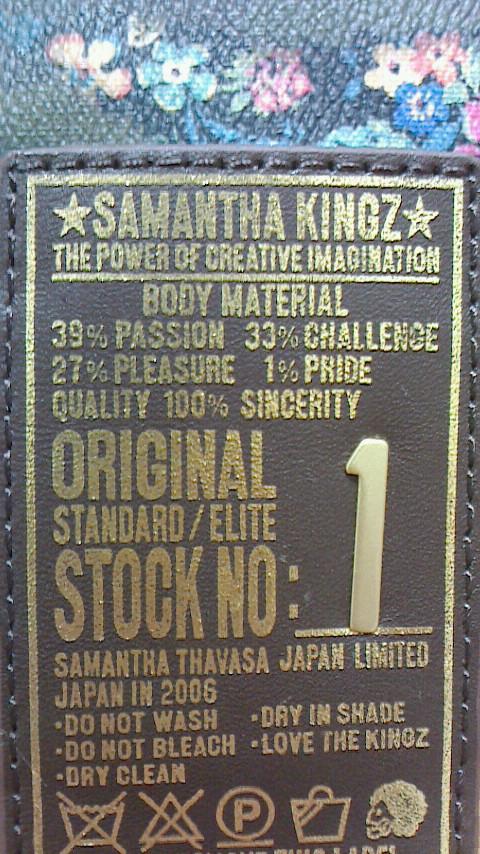 ★SAMANTHA KINGZ★
THE POWER OF CREATIVE IMAGINATION
BODY MATERIAL
39% PASSION 33% CHALLENGE
27% PLEASURE 1% PRIDE
QUALITY 100% SINCERITY
ORIGINAL
STANDARD / ELITE
STOCK NO: 1
SAMANTHA THAVASA JAPAN LIMITED
JAPAN IN 2006
·DO NOT WASH ·DRY IN SHADE
·DO NOT BLEACH ·LOVE THE KINGZ
·DRY CLEAN
P
LABEL